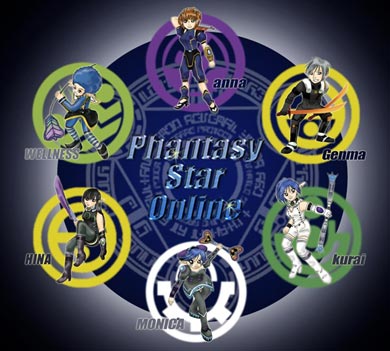 anna
WELLNESS
Genma
Phantasy
Star
Online
HINA
kurai
MONICA